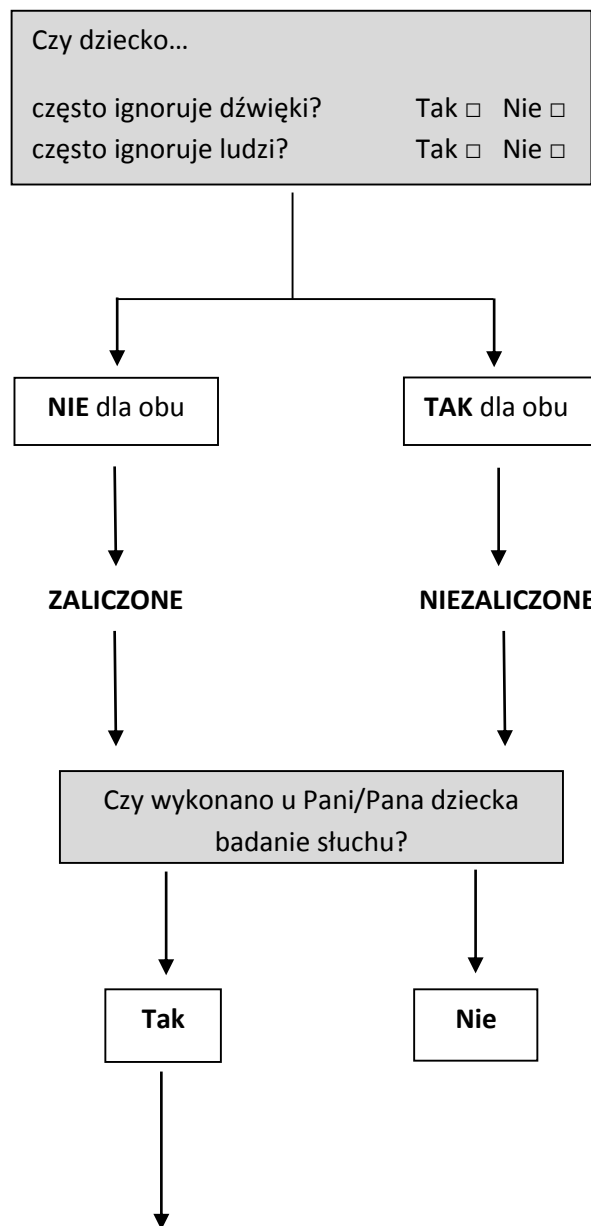 Czy dziecko...
często ignoruje dźwięki? Tak □ Nie □
często ignoruje ludzi? Tak □ Nie □
NIE dla obu
TAK dla obu
ZALICZONE
NIEZALICZONE
Czy wykonano u Pani/Pana dziecka
badanie słuchu?
Tak
Nie